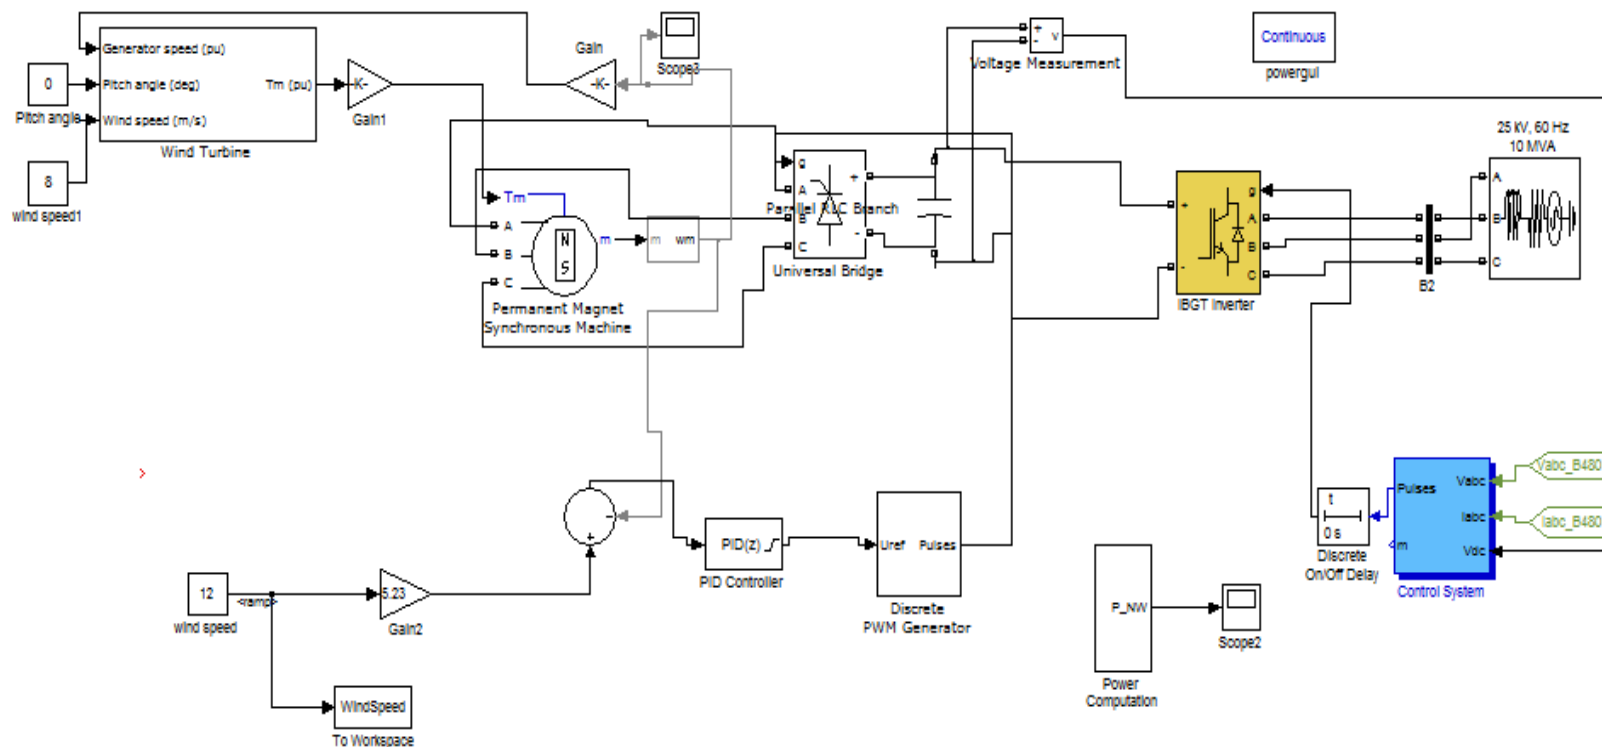 Generator speed (pu)
Pitch angle (deg)
Wind speed (m/s)
Tm (pu)
Wind Turbine
0
Pitch angle
8
wind speed1
-K-
Gain1
Gain
-K-
Scope3
+
-
v
Voltage Measurement
Continuous
powergui
25 kV, 60 Hz
10 MVA
A
B
C
Tm
A
B
C
m
N
S
Permanent Magnet
Synchronous Machine
m
wm
g
A
B
C
+
-
Parallel RLC Branch
Universal Bridge
+
-
g
A
B
C
IBGT Inverter
B2
Pulses
Vabc
Iabc
Vdc
m
Control System
Vabc_B480
Iabc_B480
t
0 s
Discrete
On/Off Delay
-
+
PID(z)
PID Controller
Uref
Pulses
Discrete
PWM Generator
12
<ramp>
wind speed
5.23
Gain2
WindSpeed
To Workspace
P_NW
Power
Computation
Scope2